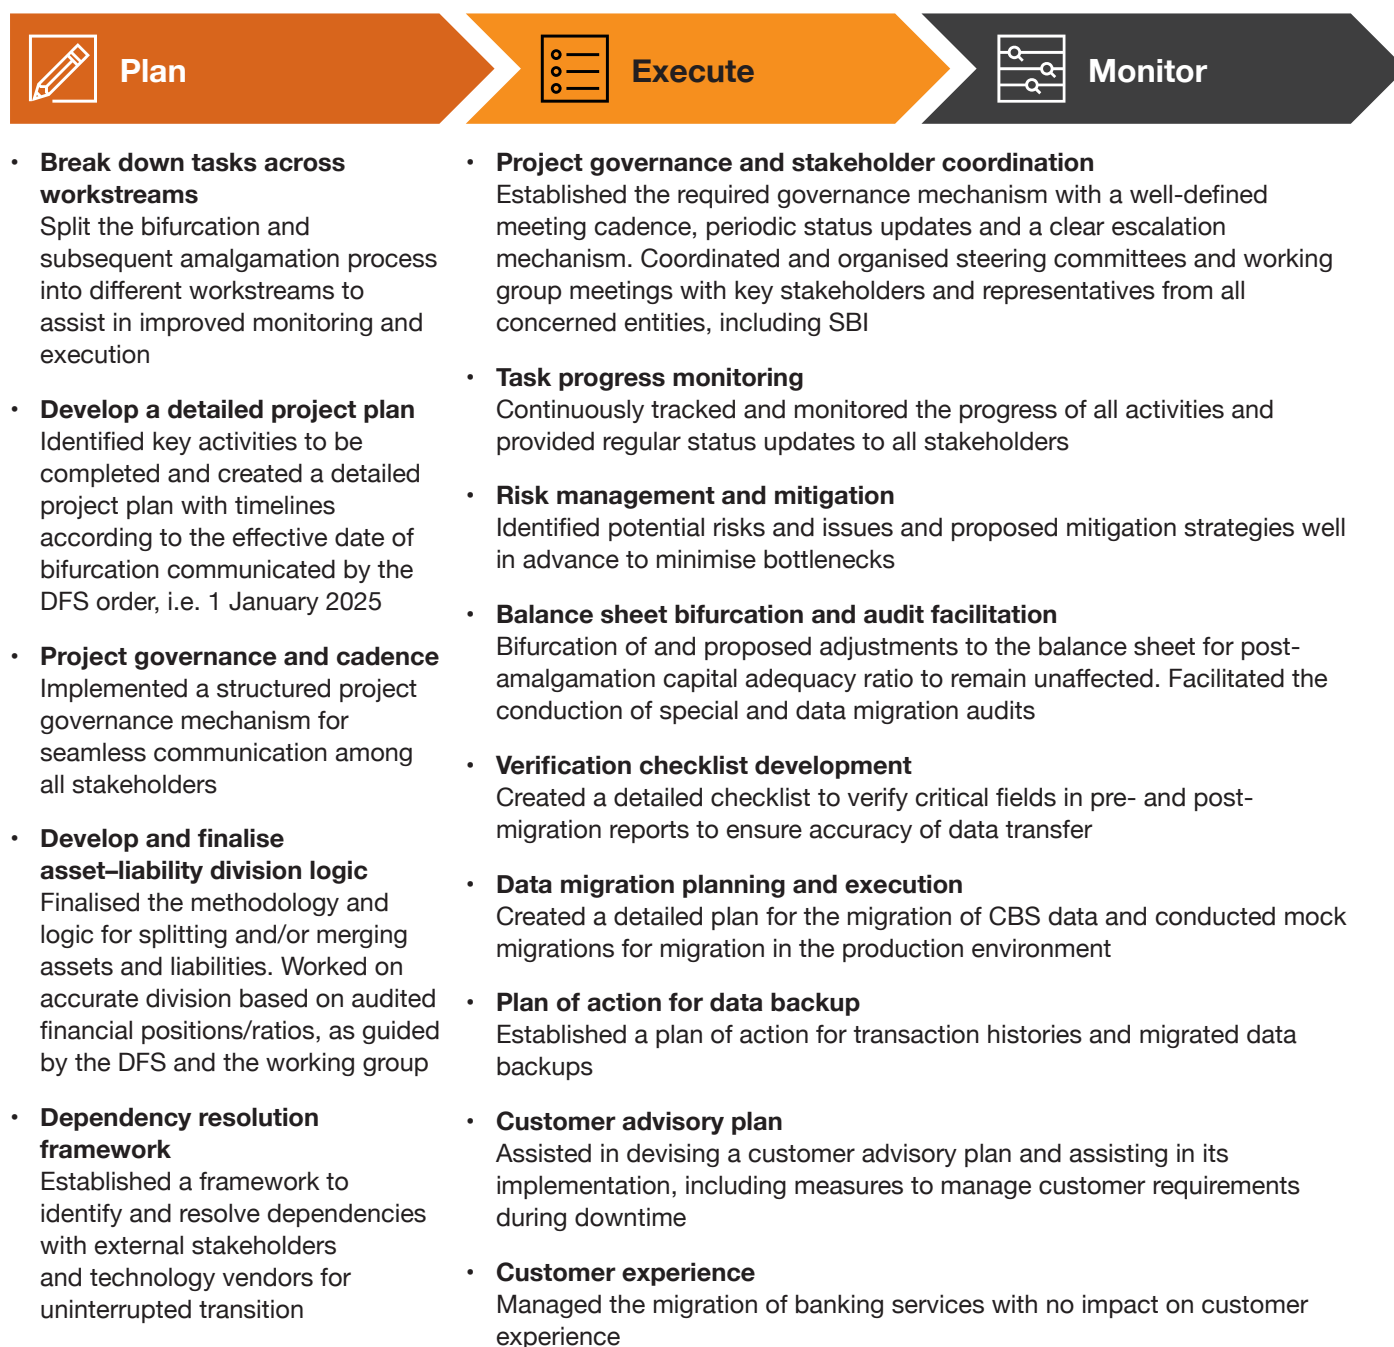 Plan
Execute
Monitor
• Break down tasks across
workstreams
Split the bifurcation and
subsequent amalgamation process
into different workstreams to
assist in improved monitoring and
execution
• Develop a detailed project plan
Identified key activities to be
completed and created a detailed
project plan with timelines
according to the effective date of
bifurcation communicated by the
DFS order, i.e. 1 January 2025
• Project governance and cadence
Implemented a structured project
governance mechanism for
seamless communication among
all stakeholders
• Develop and finalise
asset–liability division logic
Finalised the methodology and
logic for splitting and/or merging
assets and liabilities. Worked on
accurate division based on audited
financial positions/ratios, as guided
by the DFS and the working group
• Dependency resolution
framework
Established a framework to
identify and resolve dependencies
with external stakeholders
and technology vendors for
uninterrupted transition
• Project governance and stakeholder coordination
Established the required governance mechanism with a well-defined
meeting cadence, periodic status updates and a clear escalation
mechanism. Coordinated and organised steering committees and working
group meetings with key stakeholders and representatives from all
concerned entities, including SBI
• Task progress monitoring
Continuously tracked and monitored the progress of all activities and
provided regular status updates to all stakeholders
• Risk management and mitigation
Identified potential risks and issues and proposed mitigation strategies well
in advance to minimise bottlenecks
• Balance sheet bifurcation and audit facilitation
Bifurcation of and proposed adjustments to the balance sheet for post-
amalgamation capital adequacy ratio to remain unaffected. Facilitated the
conduction of special and data migration audits
• Verification checklist development
Created a detailed checklist to verify critical fields in pre- and post-
migration reports to ensure accuracy of data transfer
• Data migration planning and execution
Created a detailed plan for the migration of CBS data and conducted mock
migrations for migration in the production environment
• Plan of action for data backup
Established a plan of action for transaction histories and migrated data
backups
• Customer advisory plan
Assisted in devising a customer advisory plan and assisting in its
implementation, including measures to manage customer requirements
during downtime
• Customer experience
Managed the migration of banking services with no impact on customer
experience